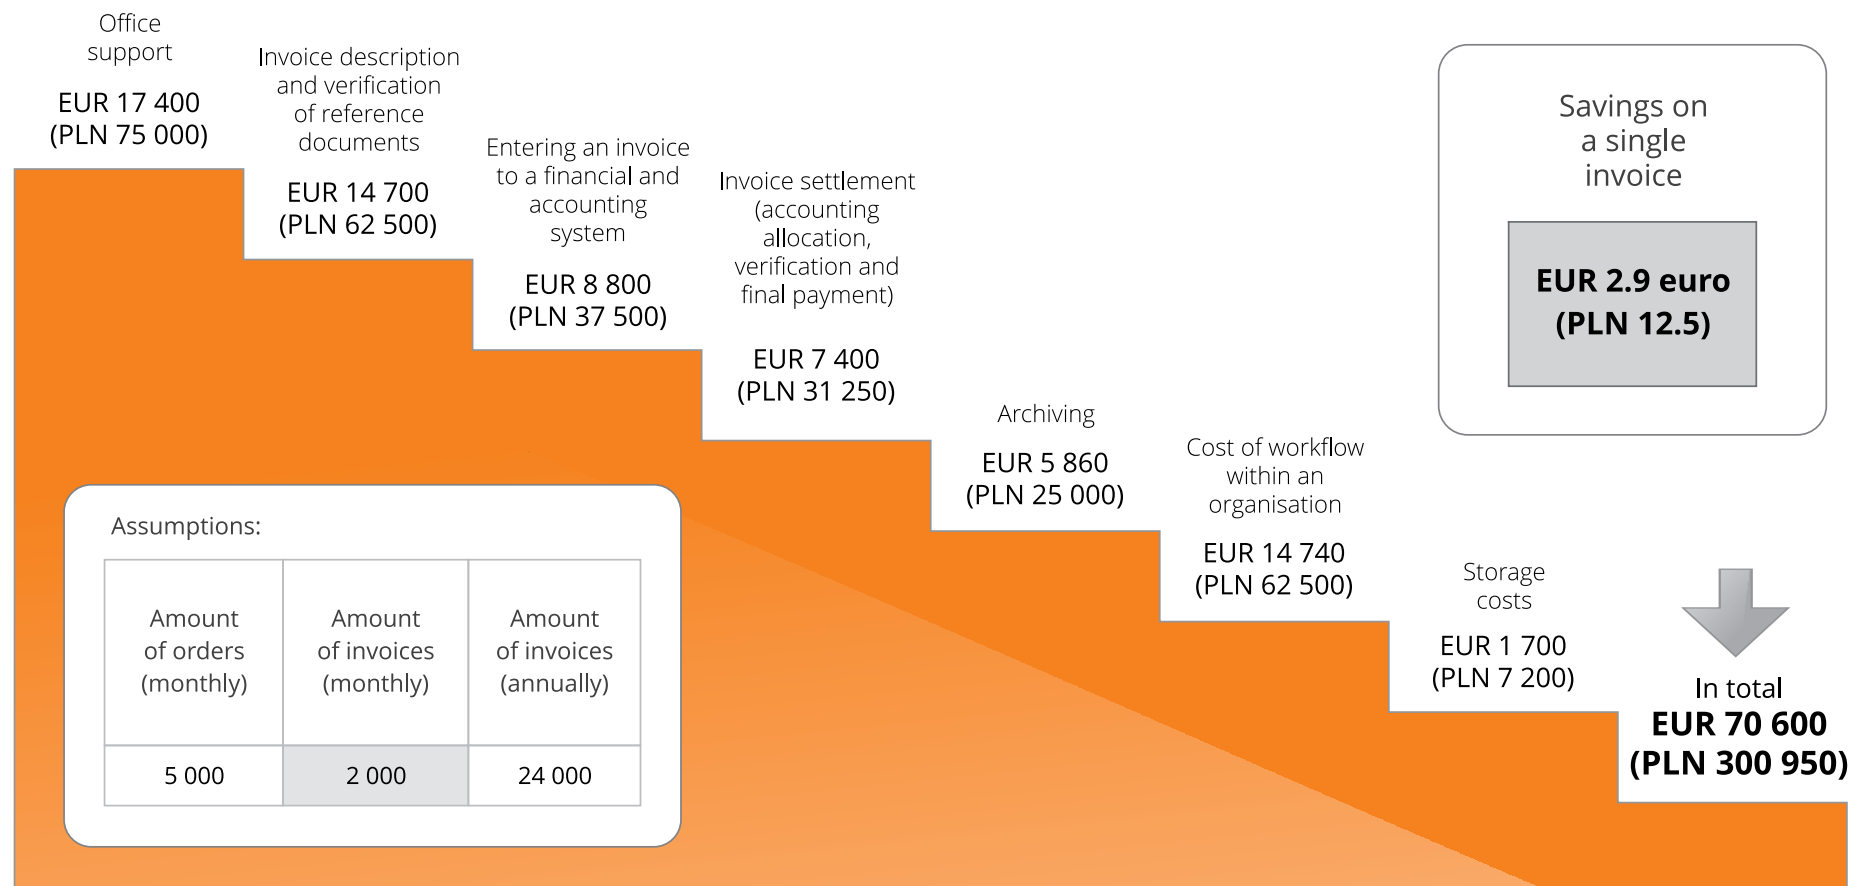 Office
support
EUR 17 400
(PLN 75 000)
Invoice description
and verification
of reference
documents
EUR 14 700
(PLN 62 500)
Entering an invoice
to a financial and
accounting
system
EUR 8 800
(PLN 37 500)
Invoice settlement
(accounting
allocation,
verification and
final payment)
EUR 7 400
(PLN 31 250)
Archiving
EUR 5 860
(PLN 25 000)
Cost of workflow
within an
organisation
EUR 14 740
(PLN 62 500)
Storage
costs
EUR 1 700
(PLN 7 200)
In total
EUR 70 600
(PLN 300 950)
Savings on
a single
invoice
EUR 2.9 euro
(PLN 12.5)
Assumptions:
Amount
of orders
(monthly)
Amount
of invoices
(monthly)
Amount
of invoices
(annually)
5 000
2 000
24 000